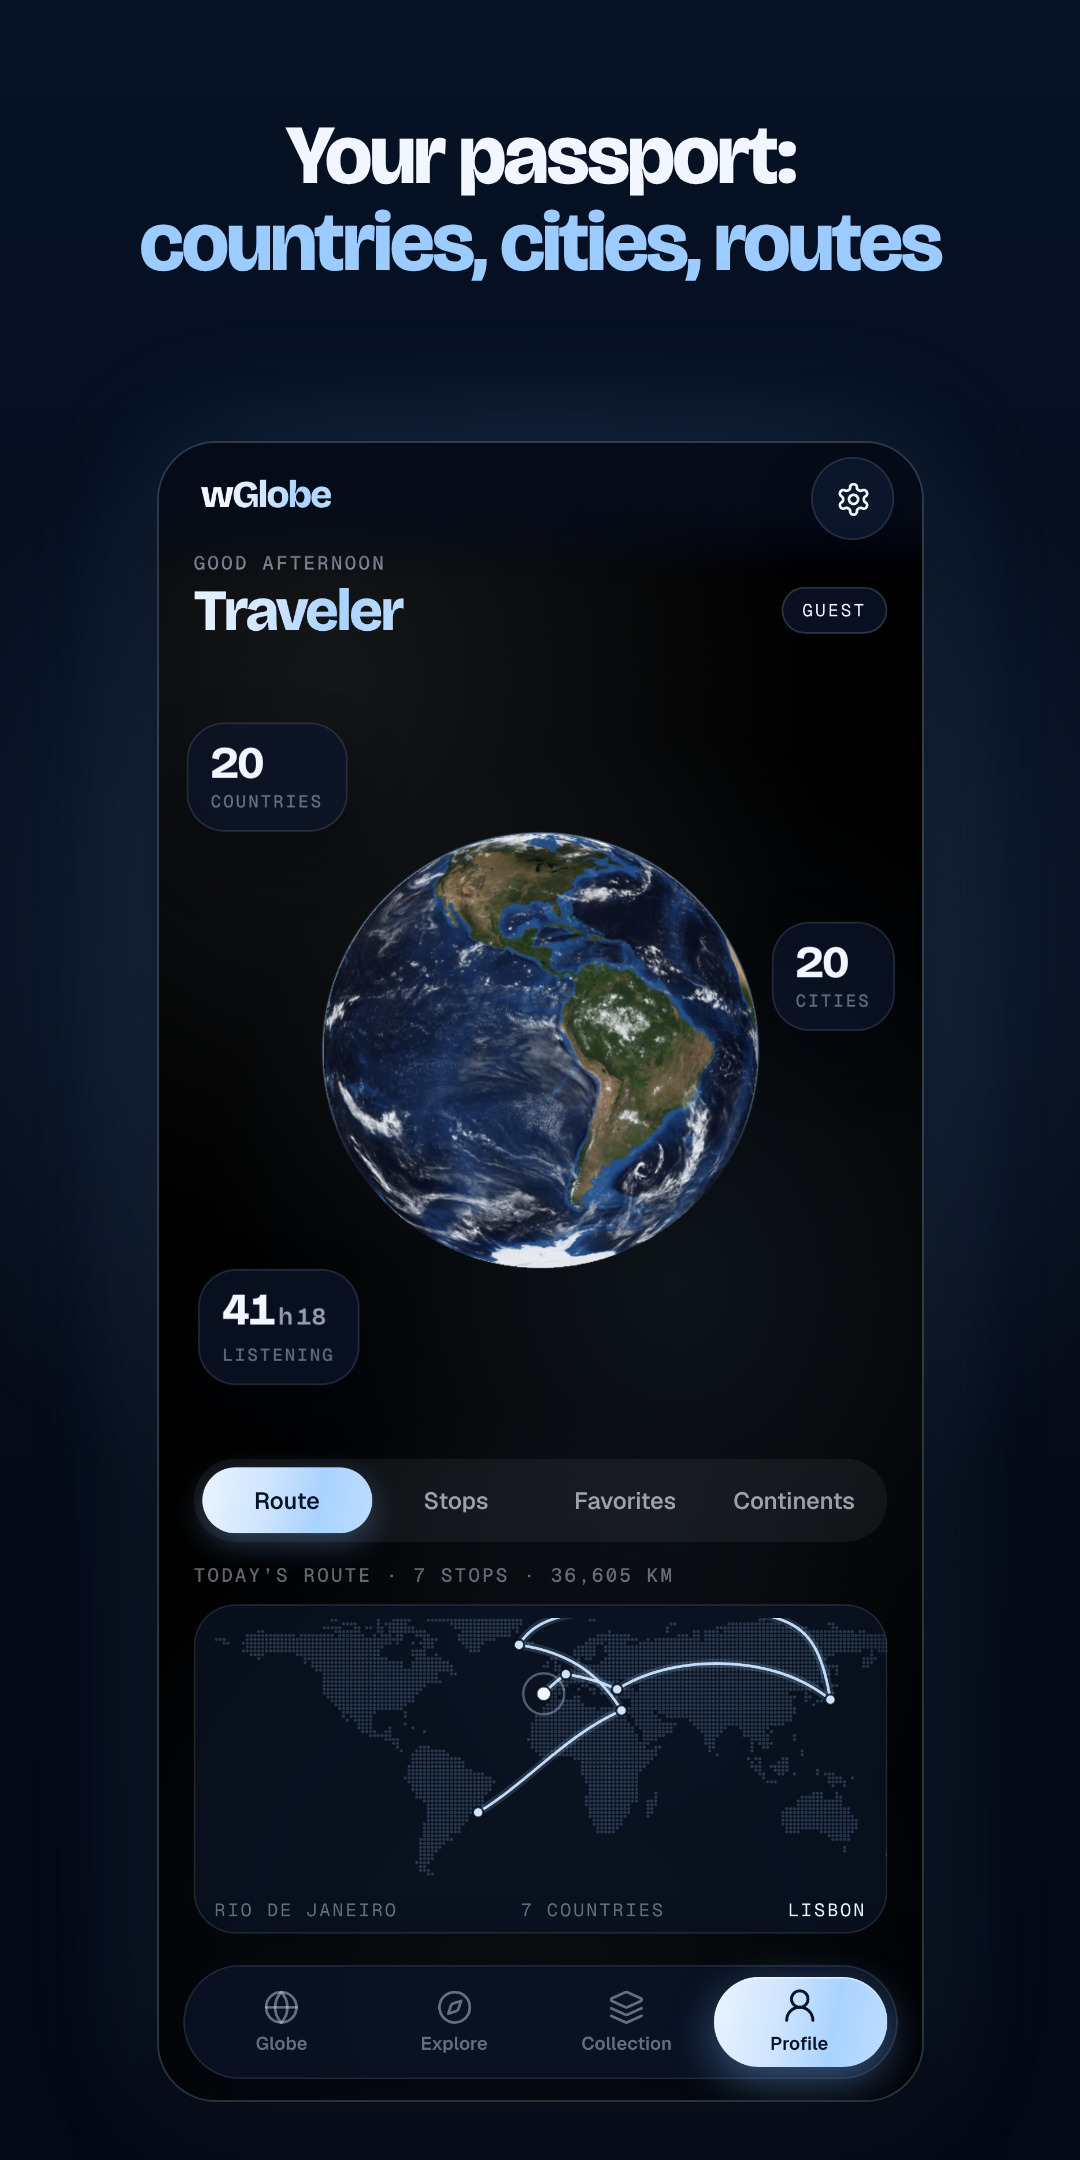 Your passport:
countries, cities, routes
wGlobe
GOOD AFTERNOON
Traveler
GUEST
20
COUNTRIES
20
CITIES
41h18
LISTENING
Route Stops Favorites Continents
TODAY’S ROUTE · 7 STOPS · 36,605 KM
RIO DE JANEIRO 7 COUNTRIES LISBON
Globe Explore Collection Profile